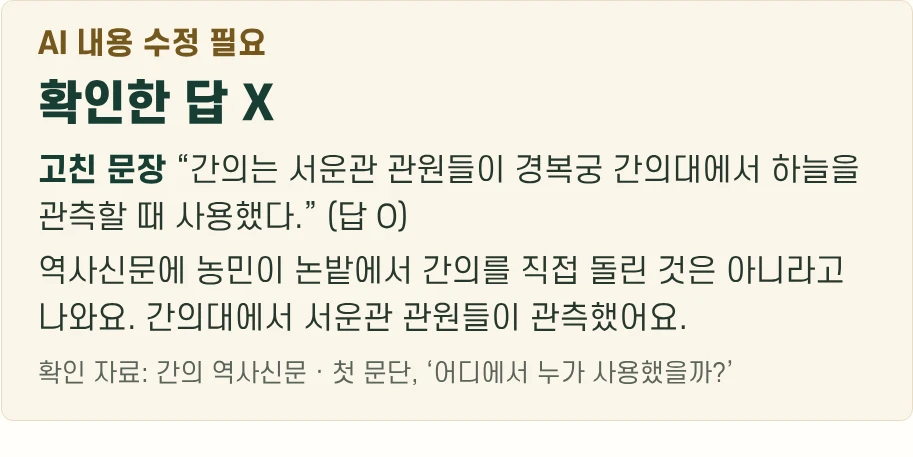 AI 내용 수정 필요
확인한 답 X
고친 문장 “간의는 서운관 관원들이 경복궁 간의대에서 하늘을
관측할 때 사용했다.” (답 O)
역사신문에 농민이 논밭에서 간의를 직접 돌린 것은 아니라고
나와요. 간의대에서 서운관 관원들이 관측했어요.
확인 자료: 간의 역사신문 · 첫 문단, ‘어디에서 누가 사용했을까?’